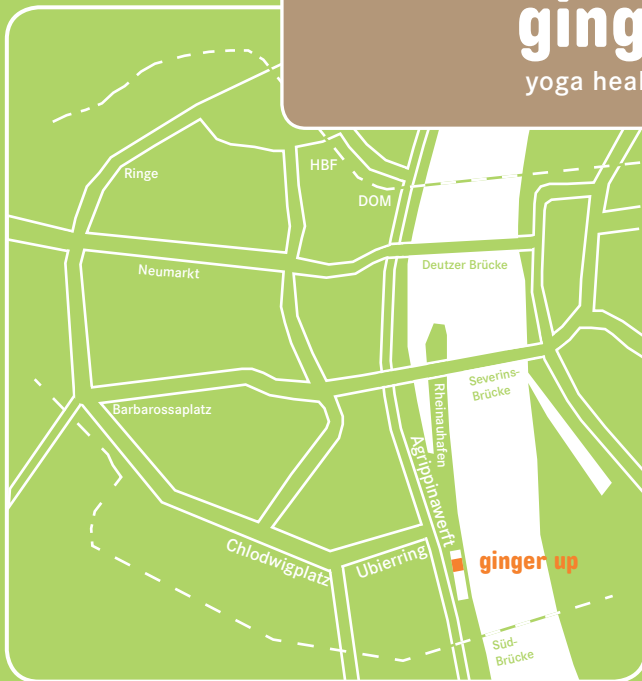 ging
yoga heal
HBF
Ringe
DOM
Neumarkt
Deutzer Brücke
Severins-
Brücke
Rheinauhafen
Barbarossaplatz
Agrippinawerft
Chlodwigplatz
Ubierring
ginger up
Süd-
Brücke